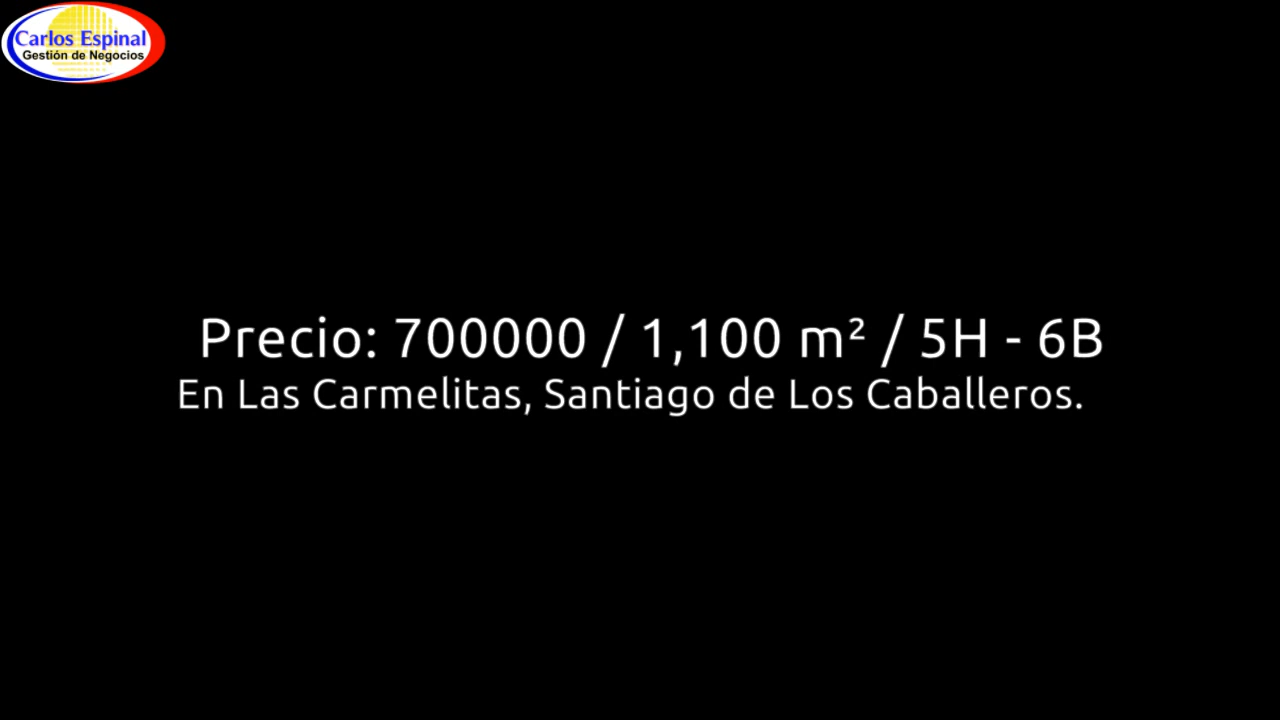 Carlos Espinal
Gestión de Negocios
Precio: 700000 / 1,100 m² / 5H - 6B
En Las Carmelitas, Santiago de Los Caballeros.